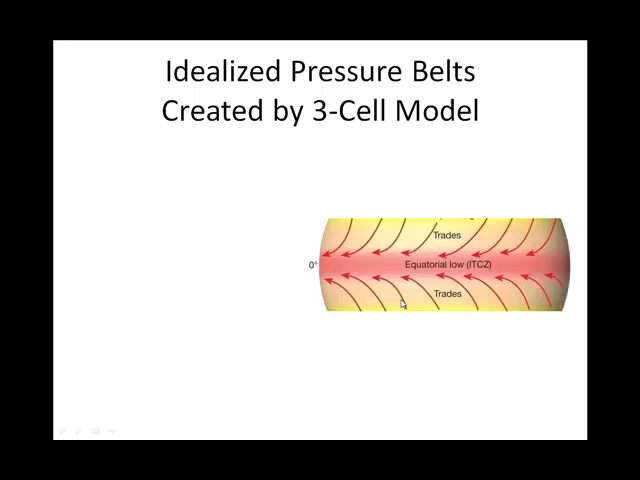 Idealized Pressure Belts
Created by 3-Cell Model
Trades
0° Equatorial low (ITCZ)
Trades